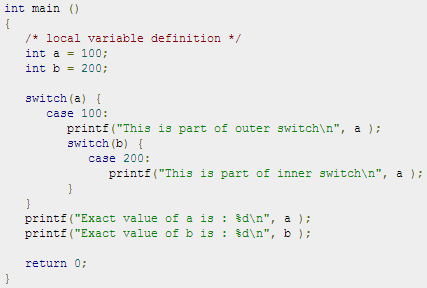 int main ()
{
   /* local variable definition */
   int a = 100;
   int b = 200;

   switch(a) {
      case 100:
         printf("This is part of outer switch\n", a );
         switch(b) {
            case 200:
               printf("This is part of inner switch\n", a );
         }
   }
   printf("Exact value of a is : %d\n", a );
   printf("Exact value of b is : %d\n", b );

   return 0;
}